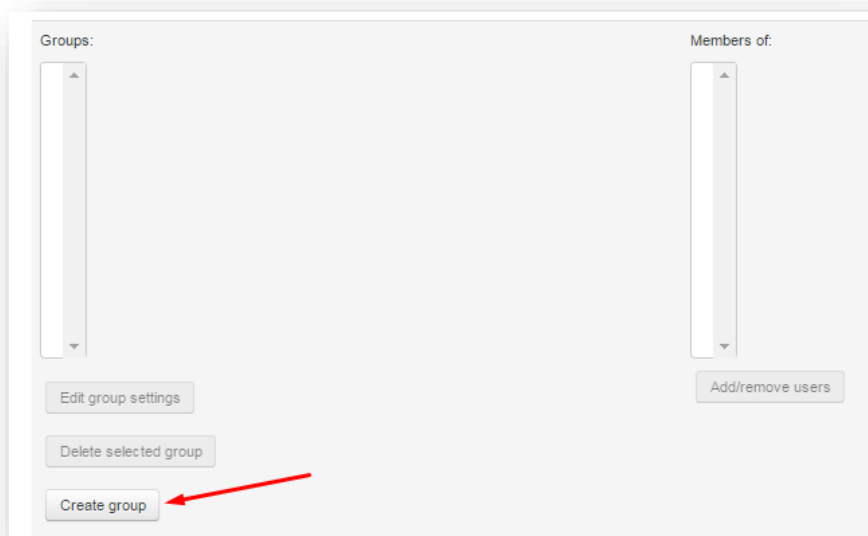 Groups:
Members of:
Edit group settings
Add/remove users
Delete selected group
Create group